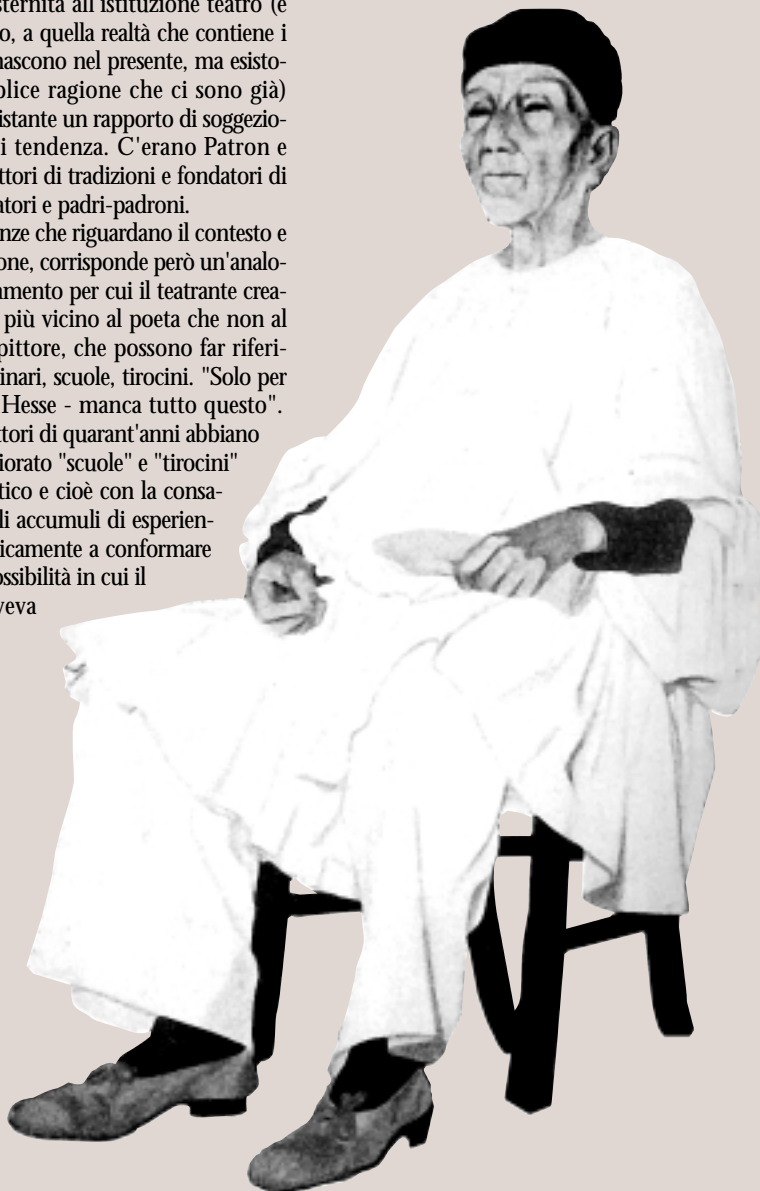 sternità all'istituzione teatro (e
o, a quella realtà che contiene i
nascono nel presente, ma esisto-
plice ragione che ci sono già)
istante un rapporto di soggezio-
i tendenza. C'erano Patron e
ttori di tradizioni e fondatori di
atori e padri-padroni.
nze che riguardano il contesto e
one, corrisponde però un'analo-
amento per cui il teatrante crea-
più vicino al poeta che non al
pittore, che possono far riferi-
inari, scuole, tirocini. "Solo per
Hesse - manca tutto questo".
ttori di quarant'anni abbiano
iorato "scuole" e "tirocini"
tico e cioè con la consa-
li accumuli di esperien-
icamente a conformare
ossibilità in cui il
veva